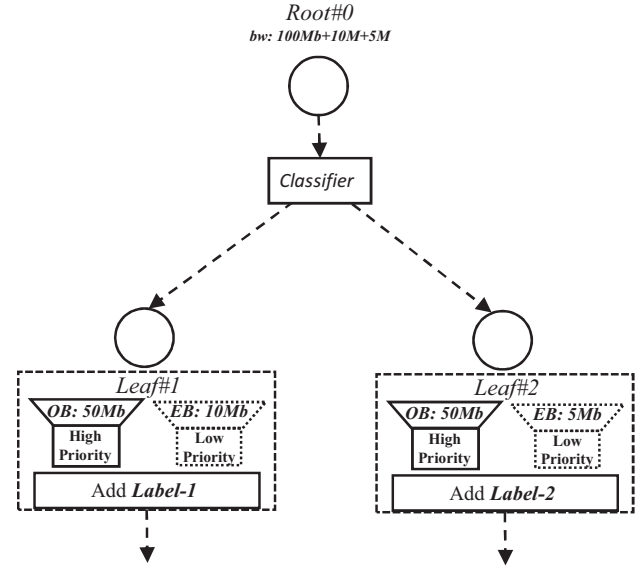 Root#0
bw: 100Mb+10M+5M
Classifier
Leaf#1
OB: 50Mb
EB: 10Mb
High
Priority
Low
Priority
Add Label-1
Leaf#2
OB: 50Mb
EB: 5Mb
High
Priority
Low
Priority
Add Label-2